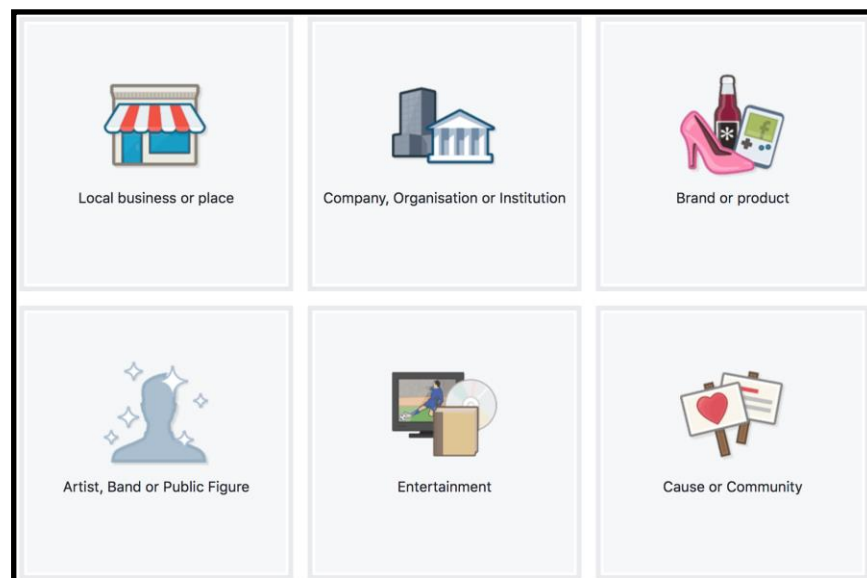 Local business or place
Company, Organisation or Institution
Brand or product
Artist, Band or Public Figure
Entertainment
Cause or Community